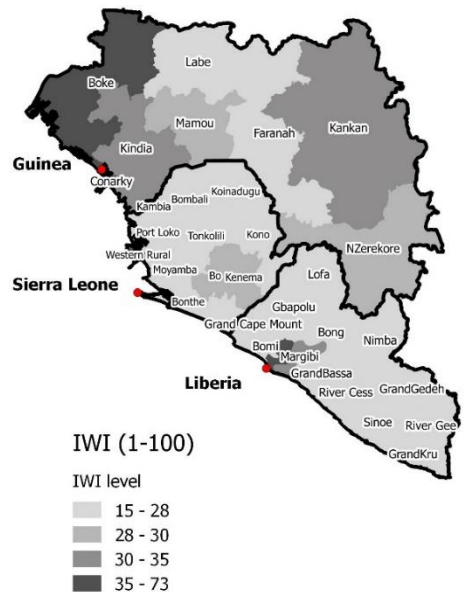 Labe
Boke
Mamou
Kankan
Faranah
Kindia
Guinea
Conarky
Koinadugu
Bombali
Kambia
Port Loko
Tonkolili
Kono
NZerekore
Western Rural
Moyamba
Bo
Kenema
Lofa
Sierra Leone
Bonthe
Gbapolu
Grand Cape Mount
Bong
Nimba
Bomi
Margibi
GrandBassa
Liberia
River Cess
GrandGedeh
Sinoe
River Gee
GrandKru
IWI (1-100)
IWI level
15 - 28
28 - 30
30 - 35
35 - 73